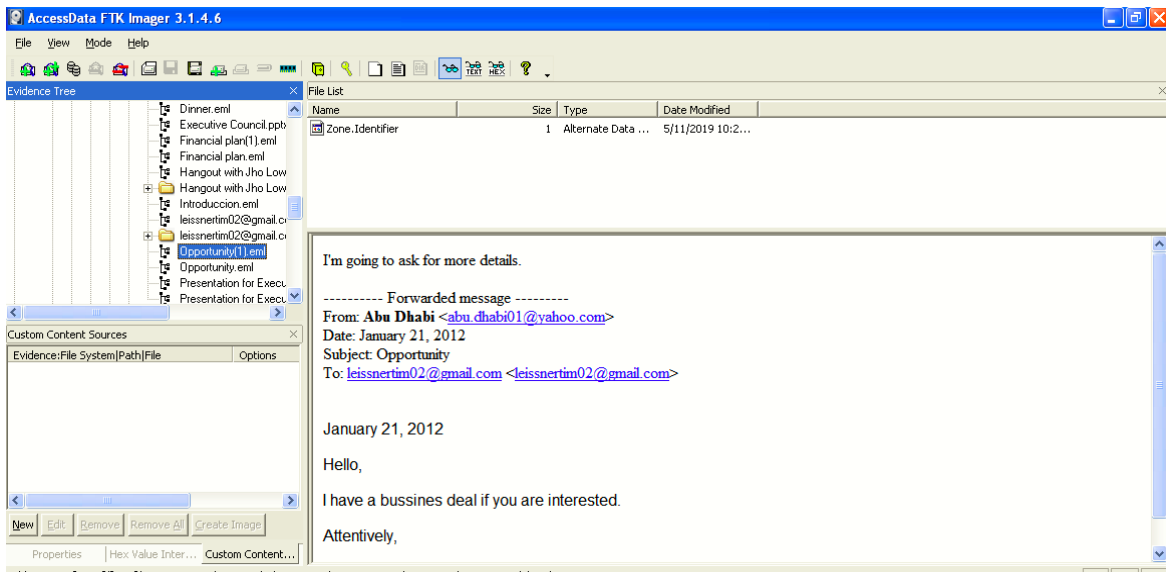 AccessData FTK Imager 3.1.4.6
File View Mode Help
Evidence Tree
Dinner.eml
Executive Council.pptx
Financial plan(1).eml
Financial plan.eml
Hangout with Jho Low
Hangout with Jho Low
Introduccion.eml
leissnertim02@gmail.c
leissnertim02@gmail.c
Opportunity(1).eml
Opportunity.eml
Presentation for Execu
Presentation for Execu
Custom Content Sources
Evidence:File System|Path|File Options
New Edit Remove Remove All Create Image
Properties Hex Value Inter... Custom Content...
File List
Name Size Type Date Modified
Zone.Identifier 1 Alternate Data ... 5/11/2019 10:2...
I'm going to ask for more details.
---------- Forwarded message ---------
From: Abu Dhabi <abu.dhabi01@yahoo.com>
Date: January 21, 2012
Subject: Opportunity
To: leissnertim02@gmail.com <leissnertim02@gmail.com>
January 21, 2012
Hello,
I have a bussines deal if you are interested.
Attentively,